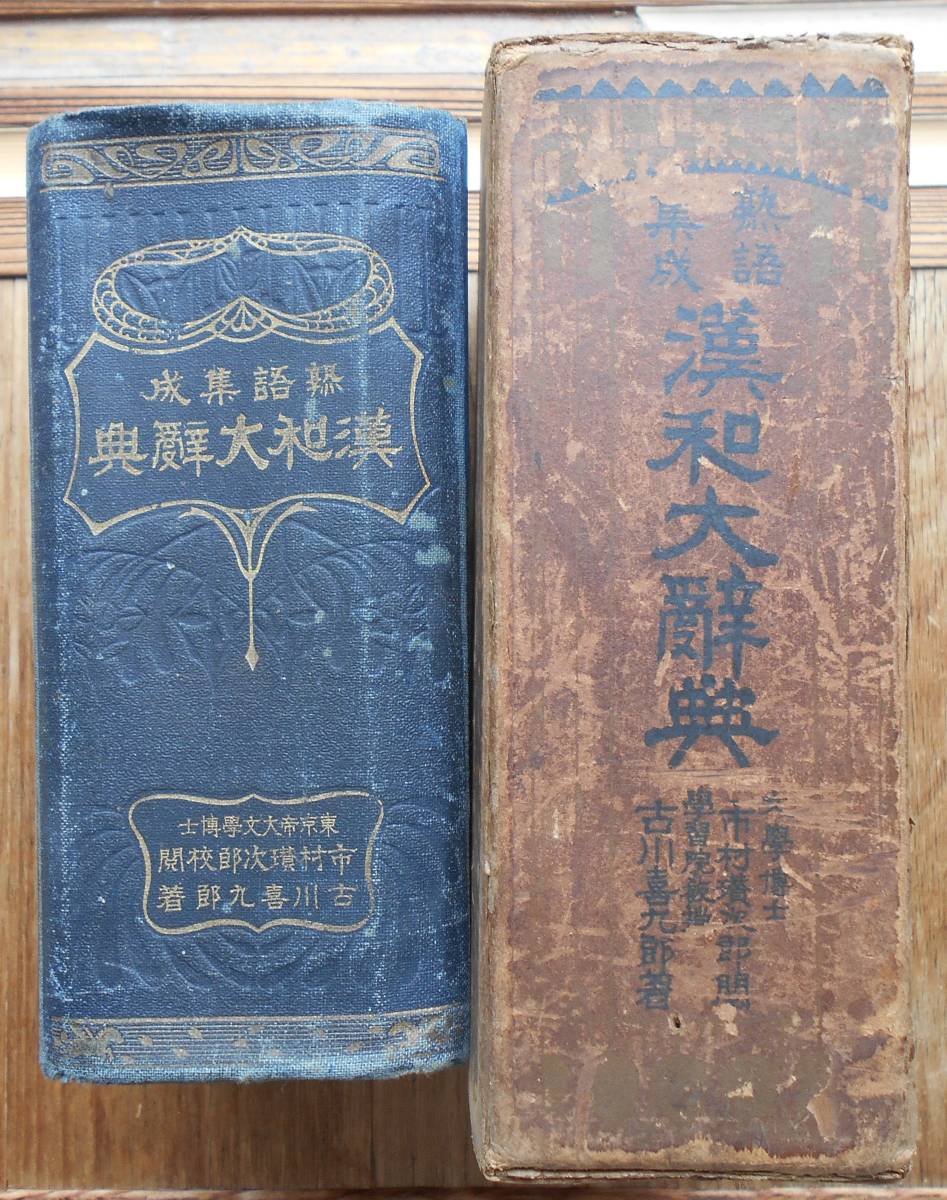 熟語集成
漢和大辭典
東京帝大文學博士
市村瓚次郎校閱
古川喜九郎著
熟語
集成
漢和大辭典
文學博士
市村瓚次郎閱
學習院教授
古川喜九郎著